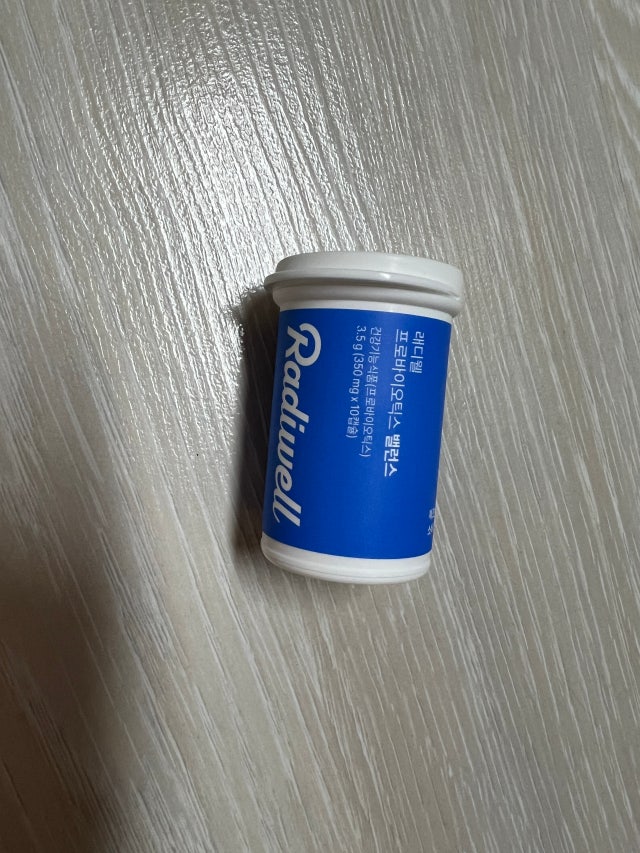 Radiwell
래디웰
프로바이오틱스 밸런스
건강기능식품(프로바이오틱스)
3.5 g (350 mg x 10캡슐)